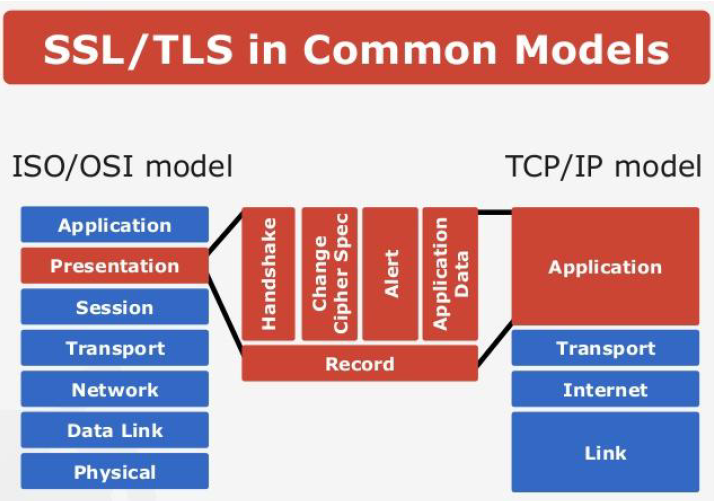 SSL/TLS in Common Models
ISO/OSI model
TCP/IP model
Application
Presentation
Session
Transport
Network
Data Link
Physical
Handshake
Change
Cipher Spec
Alert
Application
Data
Record
Application
Transport
Internet
Link